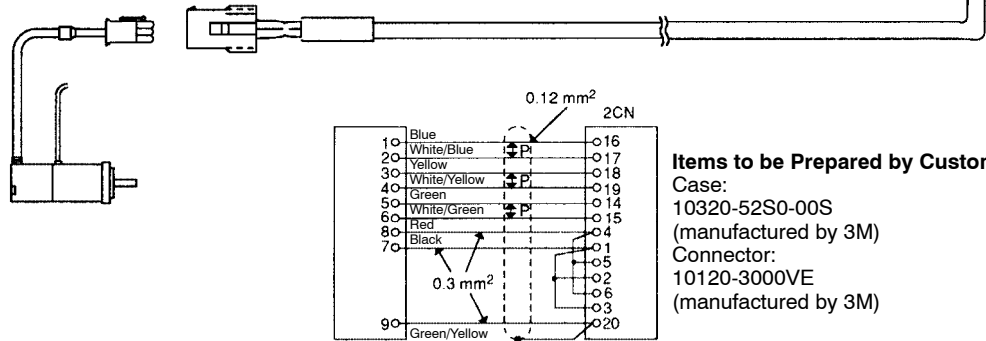 0.12 mm²
2CN
1 Blue 16
2 White/Blue P 17
3 Yellow 18
4 White/Yellow P 19
5 Green 14
6 White/Green P 15
8 Red 4
7 Black 1
5
2
0.3 mm²
6
3
9 Green/Yellow 20
Items to be Prepared by Custom
Case:
10320-52S0-00S
(manufactured by 3M)
Connector:
10120-3000VE
(manufactured by 3M)